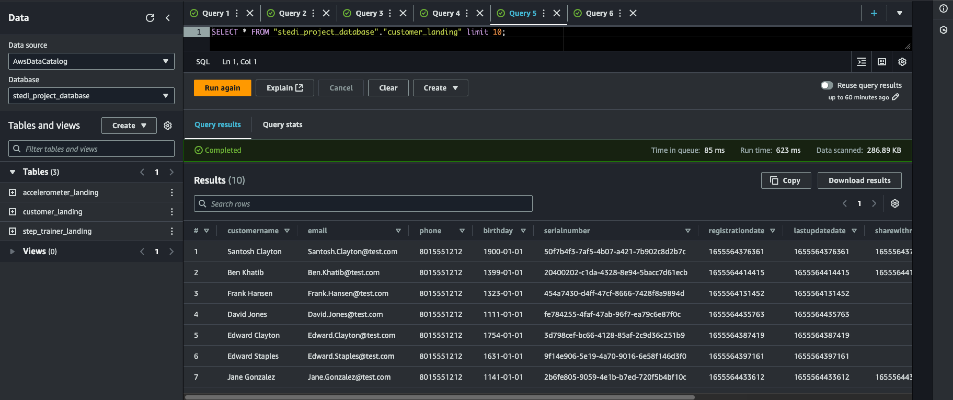 Data
Query 1 Query 2 Query 3 Query 4 Query 5 Query 6
1 SELECT * FROM "stedi_project_database"."customer_landing" limit 10;
Data source
AwsDataCatalog
Database
stedi_project_database
SQL Ln 1, Col 1
Run again Explain Cancel Clear Create
Reuse query results
up to 60 minutes ago
Tables and views Create
Filter tables and views
Query results Query stats
Completed Time in queue: 85 ms Run time: 623 ms Data scanned: 286.89 KB
Tables (3) 1
accelerometer_landing
customer_landing
step_trainer_landing
Views (0) 1
Results (10) Copy Download results
Search rows 1
# customername email phone birthday serialnumber registrationdate lastupdatedate sharewithr
1 Santosh Clayton Santosh.Clayton@test.com 8015551212 1900-01-01 50f7b4f3-7af5-4b07-a421-7b902c8d2b7c 1655564376361 1655564376361 16555643
2 Ben Khatib Ben.Khatib@test.com 8015551212 1399-01-01 20400202-c1da-4328-8e94-5bacc7d61ecb 1655564414415 1655564414415 16555644
3 Frank Hansen Frank.Hansen@test.com 8015551212 1323-01-01 454a7430-d4ff-47cf-8666-7428f8a9894d 1655564131452 1655564131452
4 David Jones David.Jones@test.com 8015551212 1111-01-01 fe784255-4faf-47ab-96f7-ea79c6e87f0c 1655564435763 1655564435763
5 Edward Clayton Edward.Clayton@test.com 8015551212 1754-01-01 3d798cef-bc66-4128-85af-2c9d36c251b9 1655564387419 1655564387419
6 Edward Staples Edward.Staples@test.com 8015551212 1631-01-01 9f14e906-5e19-4a70-9016-6e58f146d3f0 1655564397161 1655564397161
7 Jane Gonzalez Jane.Gonzalez@test.com 8015551212 1141-01-01 2b6fe805-9059-4e1b-b7ed-720f5b4bf10c 1655564433612 1655564433612 16555644